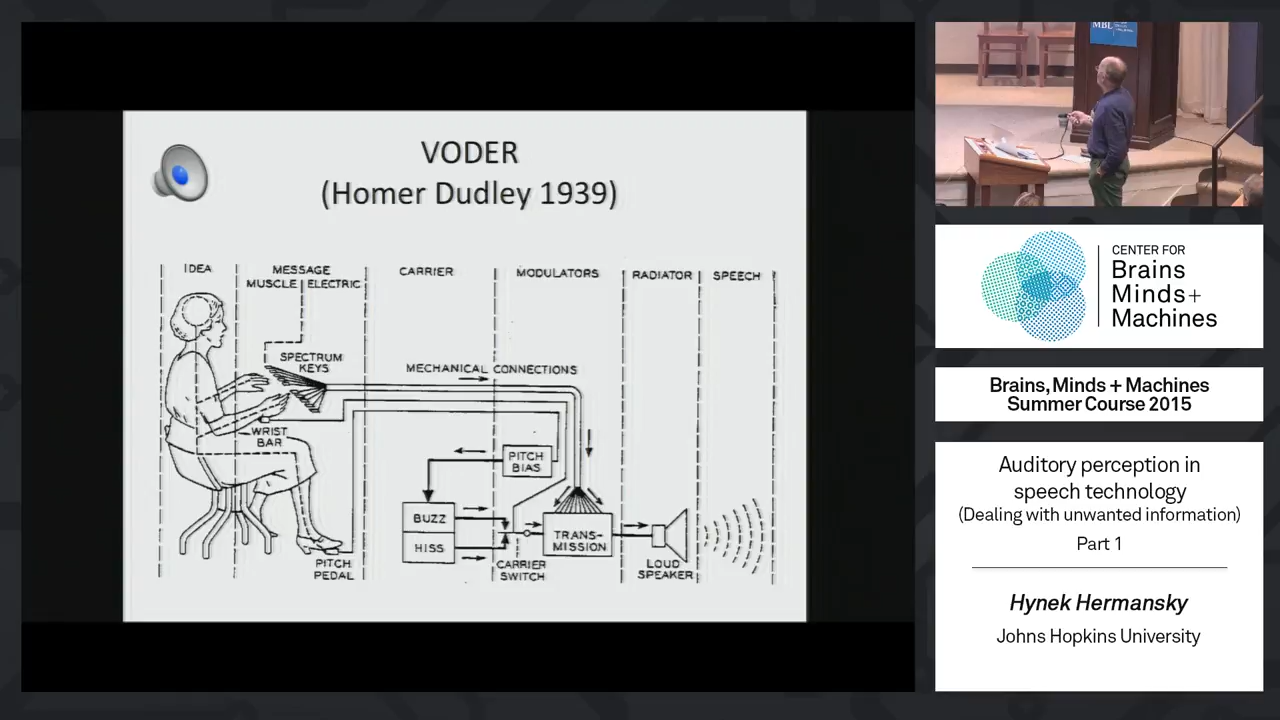 VODER
(Homer Dudley 1939)
IDEA
MESSAGE
MUSCLE ELECTRIC
CARRIER
MODULATORS
RADIATOR
SPEECH
SPECTRUM
KEYS
MECHANICAL CONNECTIONS
WRIST
BAR
PITCH
BIAS
BUZZ
HISS
TRANS-
MISSION
PITCH
PEDAL
CARRIER
SWITCH
LOUD
SPEAKER
MBL
CENTER FOR
Brains
Minds+
Machines
Brains, Minds + Machines
Summer Course 2015
Auditory perception in
speech technology
(Dealing with unwanted information)
Part 1
Hynek Hermansky
Johns Hopkins University